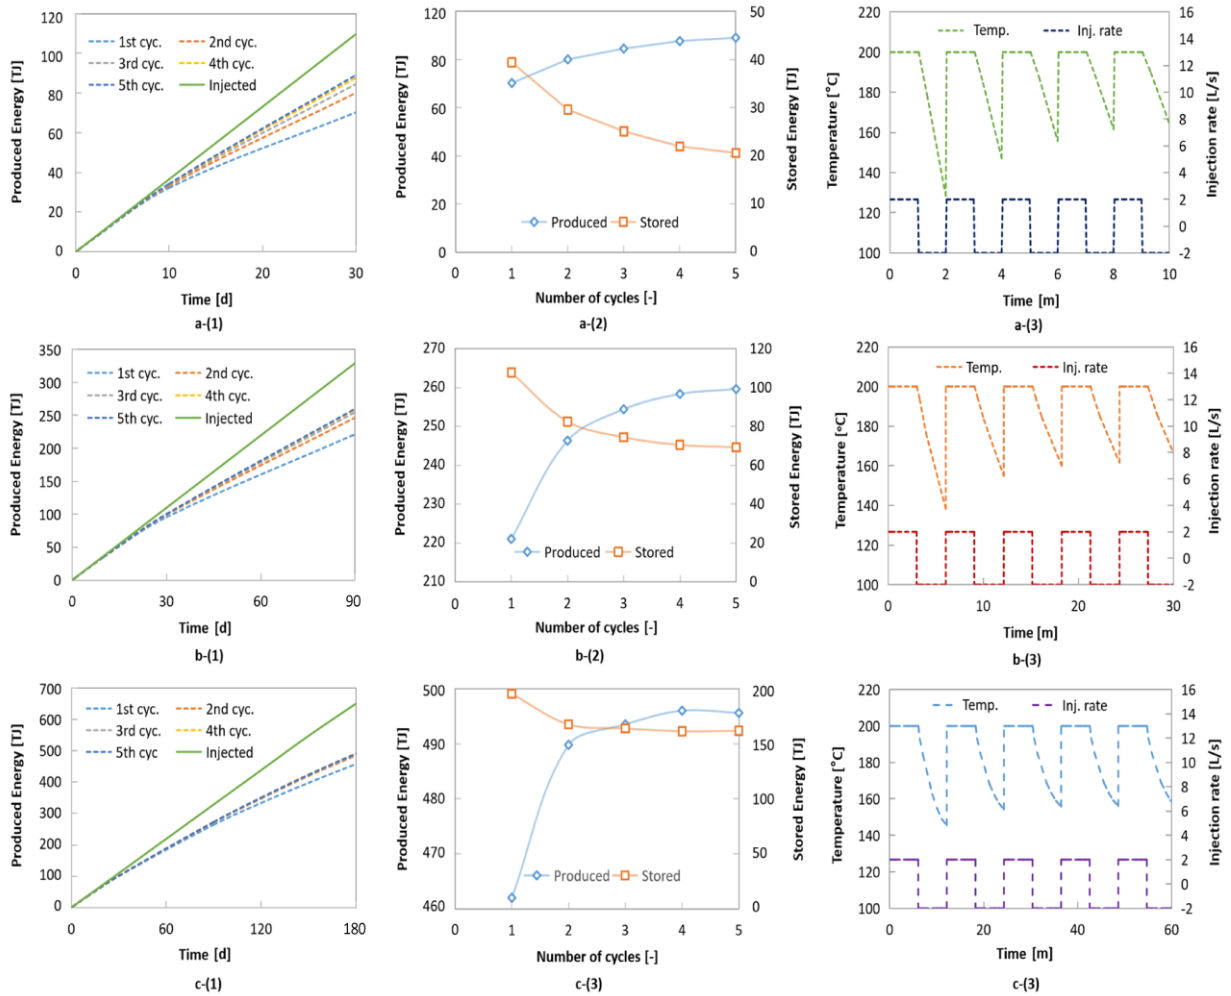 120
100
80
60
40
20
0
Produced Energy [TJ]
1st cyc.
2nd cyc.
3rd cyc.
4th cyc.
5th cyc.
Injected
0
10
20
30
Time [d]
a-(1)
120
100
80
60
40
20
0
Produced Energy [TJ]
50
40
30
20
10
0
Stored Energy [TJ]
Produced
Stored
0
1
2
3
4
5
Number of cycles [-]
a-(2)
220
200
180
160
140
120
100
Temperature [°C]
16
14
12
10
8
6
4
2
0
-2
Injection rate [L/s]
Temp.
Inj. rate
0
2
4
6
8
10
Time [m]
a-(3)
350
300
250
200
150
100
50
0
Produced Energy [TJ]
1st cyc.
2nd cyc.
3rd cyc.
4th cyc.
5th cyc.
Injected
0
30
60
90
Time [d]
b-(1)
270
260
250
240
230
220
210
Produced Energy [TJ]
120
100
80
60
40
20
0
Stored Energy [TJ]
Produced
Stored
0
1
2
3
4
5
Number of cycles [-]
b-(2)
220
200
180
160
140
120
100
Temperature [°C]
16
14
12
10
8
6
4
2
0
-2
Injection rate [L/s]
Temp.
Inj. rate
0
10
20
30
Time [m]
b-(3)
700
600
500
400
300
200
100
0
Produced Energy [TJ]
1st cyc.
2nd cyc.
3rd cyc.
4th cyc.
5th cyc
Injected
0
60
120
180
Time [d]
c-(1)
500
490
480
470
460
Produced Energy [TJ]
200
150
100
50
0
Stored Energy [TJ]
Produced
Stored
0
1
2
3
4
5
Number of cycles [-]
c-(3)
220
200
180
160
140
120
100
Temperature [°C]
16
14
12
10
8
6
4
2
0
-2
Injection rate [L/s]
Temp.
Inj. rate
0
20
40
60
Time [m]
c-(3)